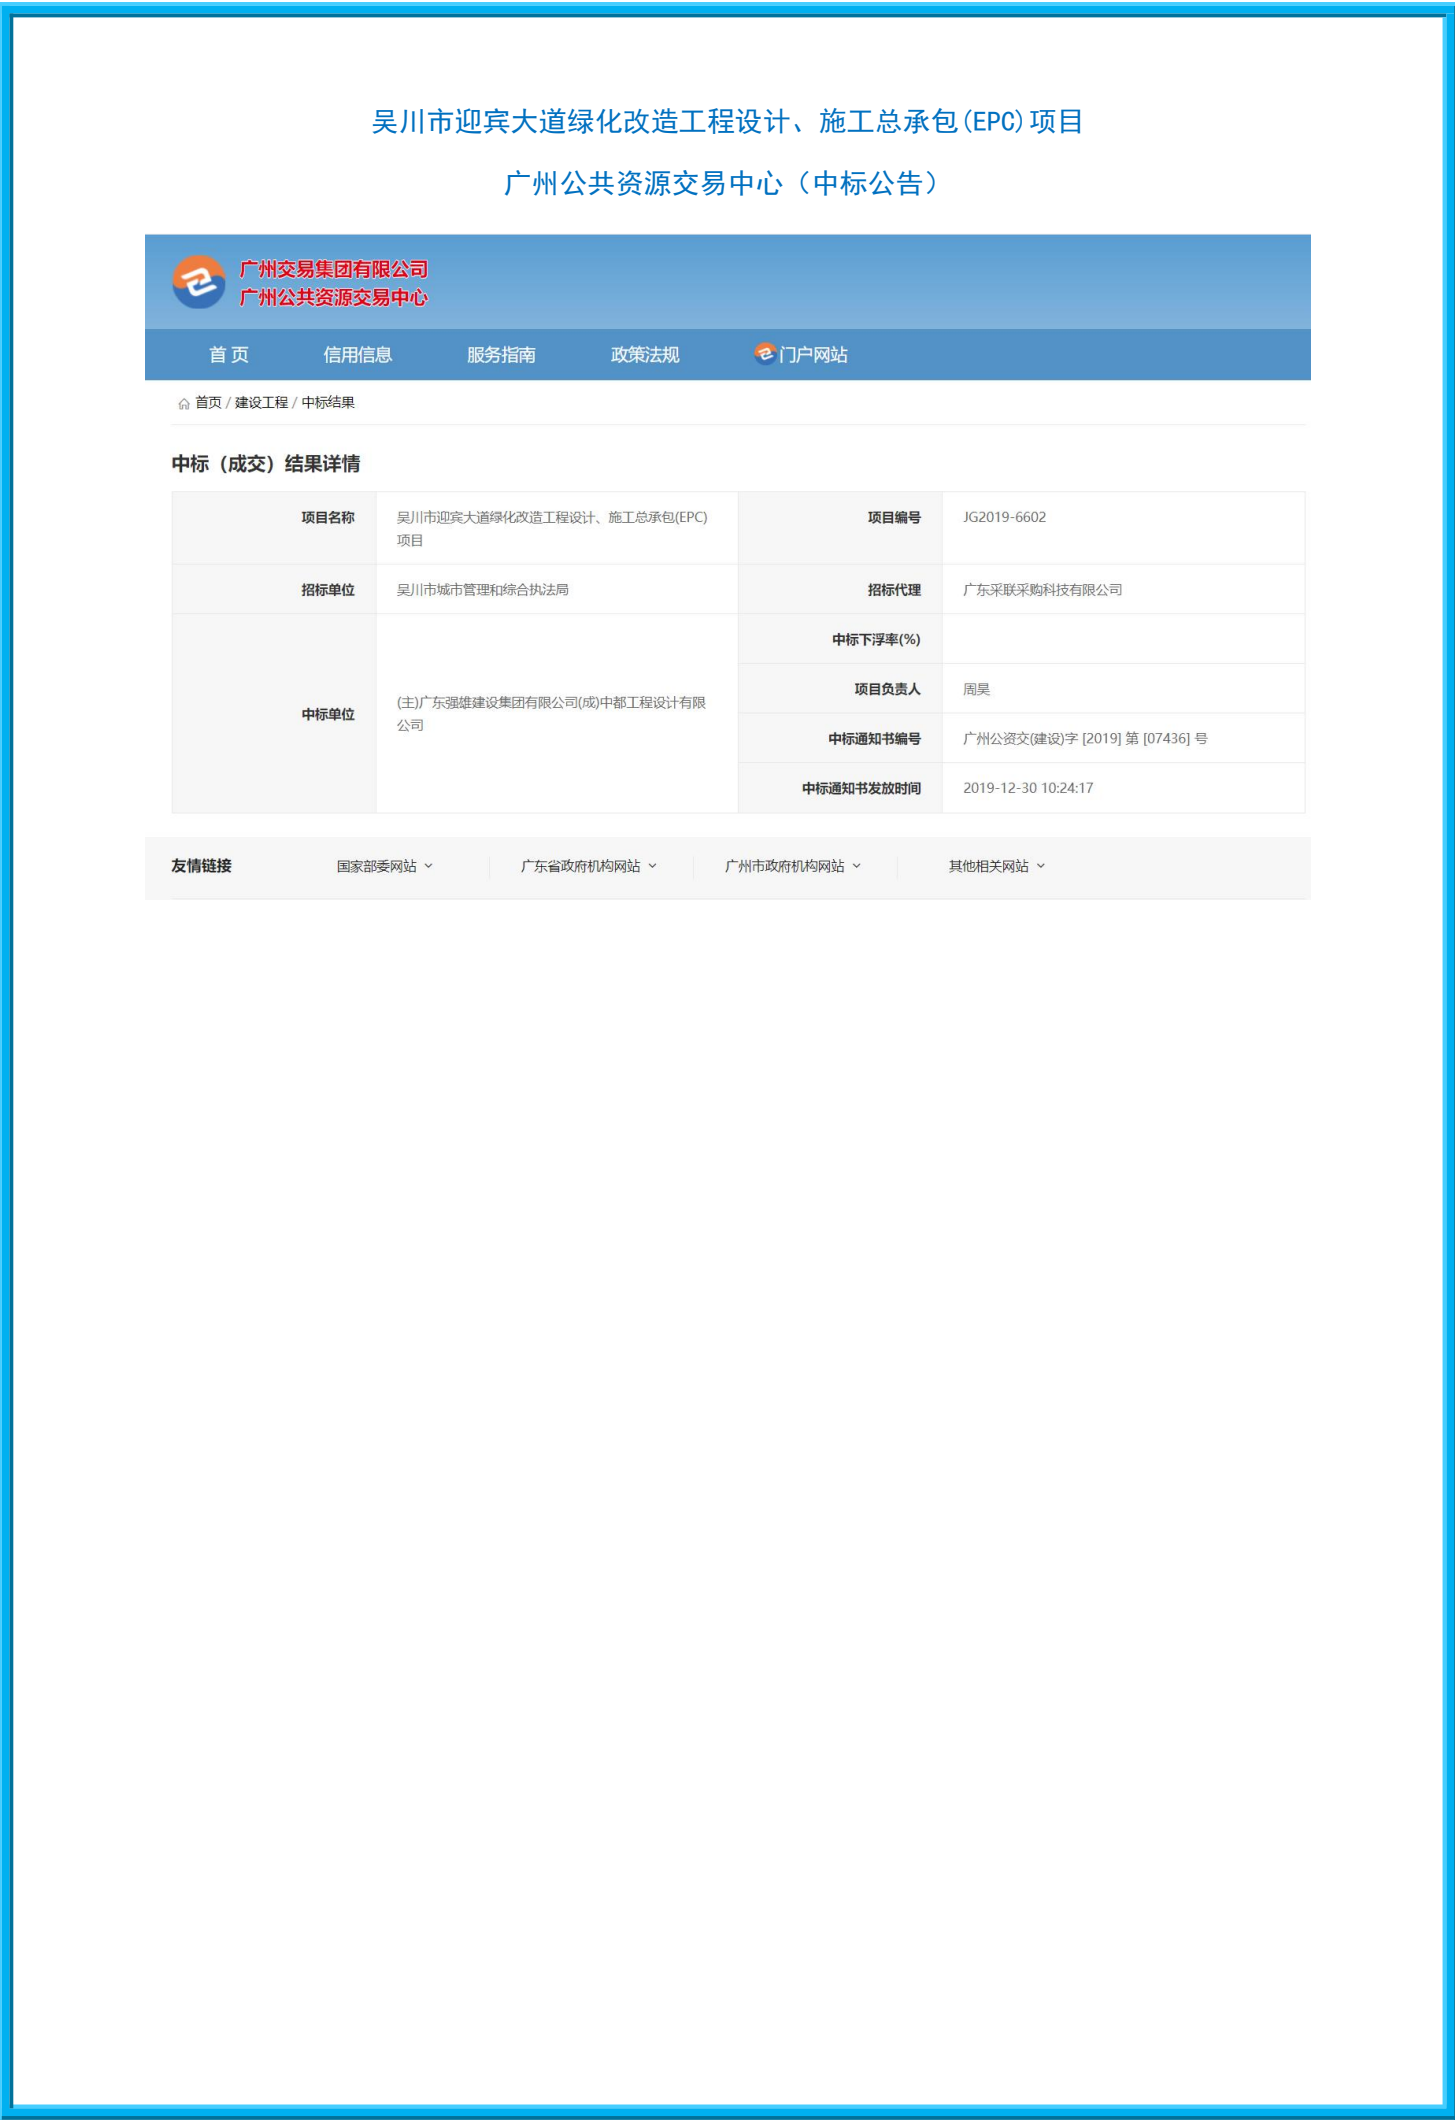 吴川市迎宾大道绿化改造工程设计、施工总承包(EPC)项目
广州公共资源交易中心（中标公告）
广州交易集团有限公司
广州公共资源交易中心
首 页 信用信息 服务指南 政策法规 门户网站
首页 / 建设工程 / 中标结果
中标（成交）结果详情
项目名称 吴川市迎宾大道绿化改造工程设计、施工总承包(EPC) 项目编号 JG2019-6602
项目
招标单位 吴川市城市管理和综合执法局 招标代理 广东采联采购科技有限公司
中标下浮率(%)
项目负责人 周昊
中标单位 (主)广东强雄建设集团有限公司(成)中都工程设计有限
公司
中标通知书编号 广州公资交(建设)字 [2019] 第 [07436] 号
中标通知书发放时间 2019-12-30 10:24:17
友情链接 国家部委网站 广东省政府机构网站 广州市政府机构网站 其他相关网站